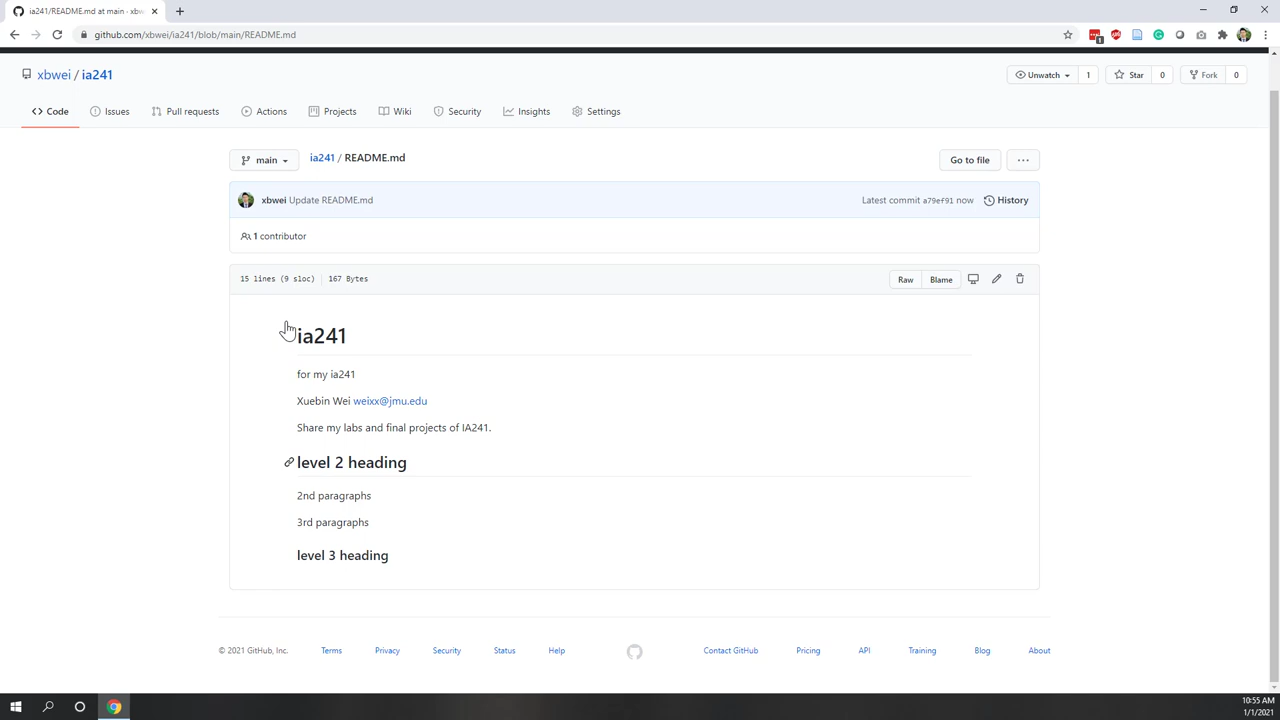 ia241/README.md at main · xbw
github.com/xbwei/ia241/blob/main/README.md
1
xbwei / ia241
Unwatch 1 Star 0 Fork 0
Code Issues Pull requests Actions Projects Wiki Security Insights Settings
main ia241 / README.md Go to file
xbwei Update README.md Latest commit a79ef91 now History
1 contributor
15 lines (9 sloc) 167 Bytes Raw Blame
ia241
for my ia241
Xuebin Wei weixx@jmu.edu
Share my labs and final projects of IA241.
level 2 heading
2nd paragraphs
3rd paragraphs
level 3 heading
© 2021 GitHub, Inc. Terms Privacy Security Status Help Contact GitHub Pricing API Training Blog About
10:55 AM
1/1/2021